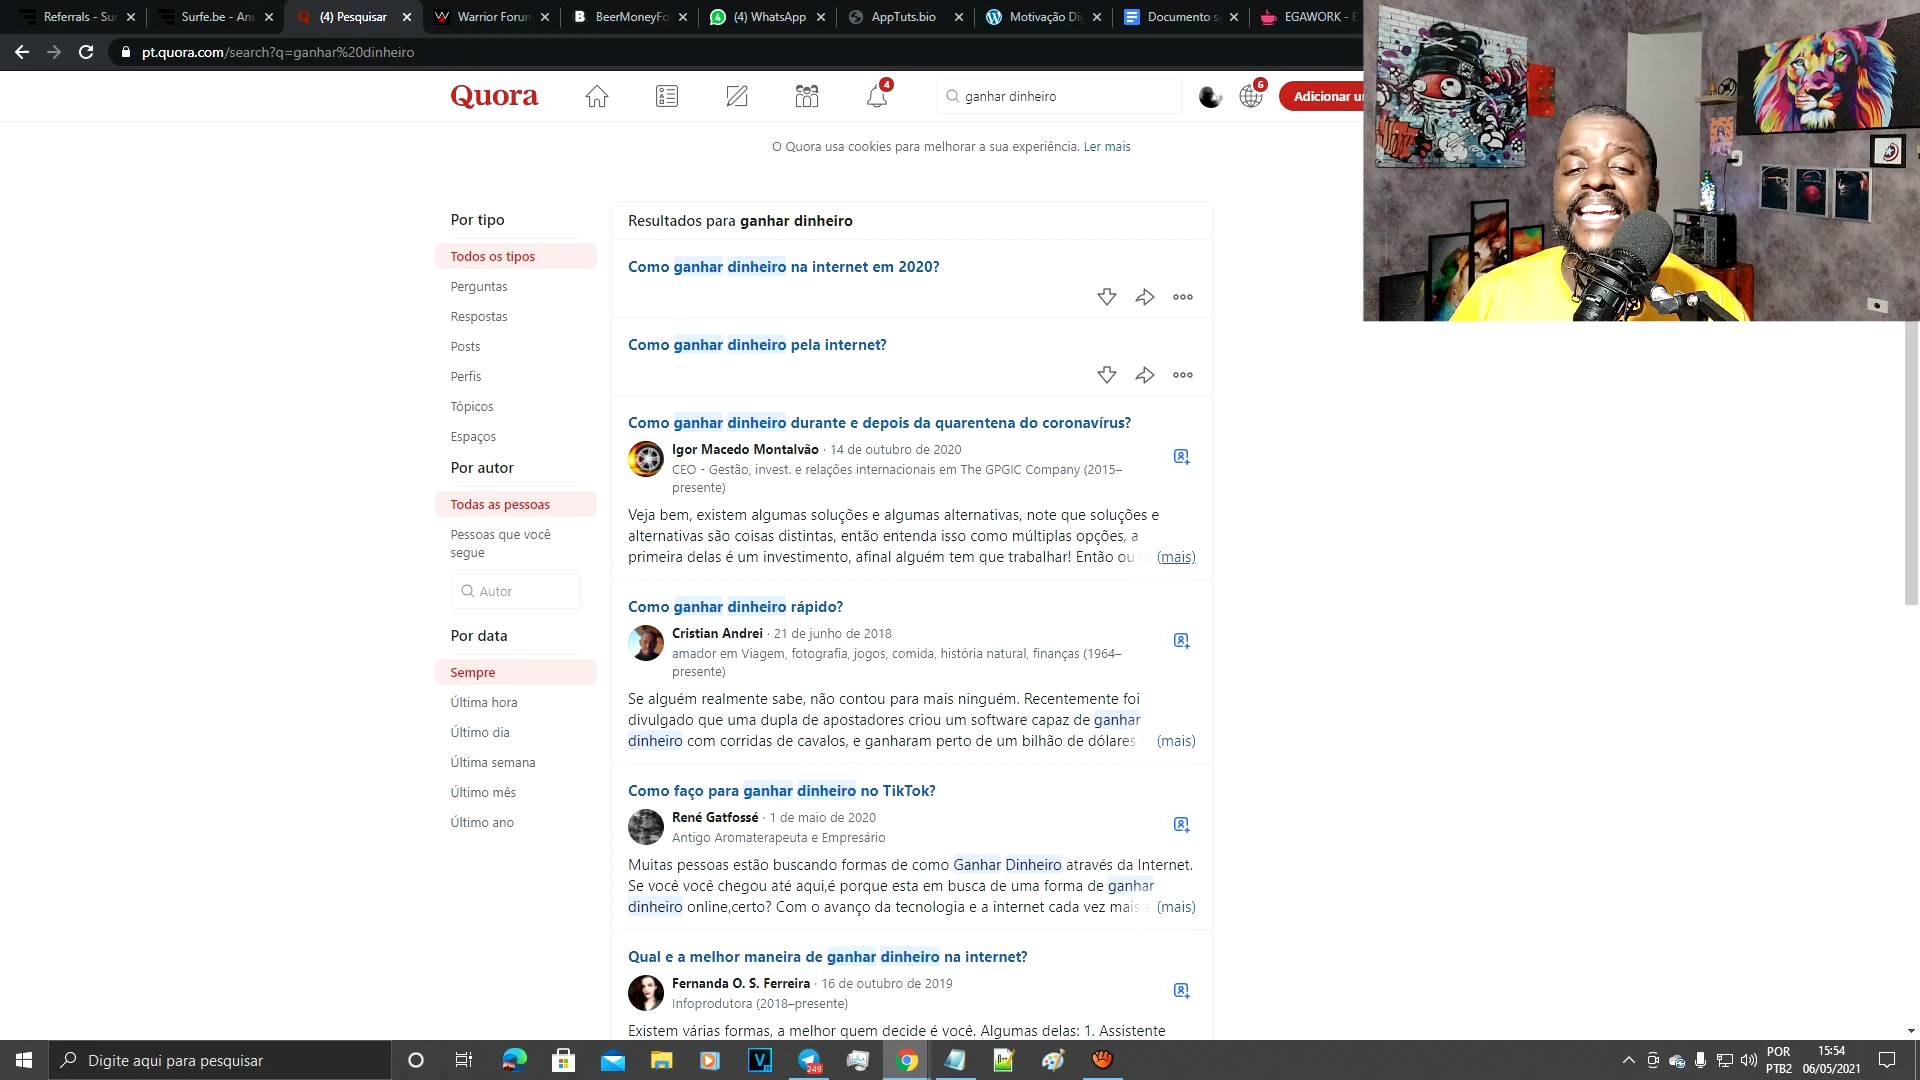 Referrals - Sur
Surfe.be - Anu
(4) Pesquisar
Warrior Forum
BeerMoneyFo
(4) WhatsApp
AppTuts.bio
Motivação Dig
Documento s
EGAWORK - E
pt.quora.com/search?q=ganhar%20dinheiro
Quora
4
ganhar dinheiro
6
Adicionar u
O Quora usa cookies para melhorar a sua experiência. Ler mais
Por tipo
Todos os tipos
Perguntas
Respostas
Posts
Perfis
Tópicos
Espaços
Por autor
Todas as pessoas
Pessoas que você
segue
Autor
Por data
Sempre
Última hora
Último dia
Última semana
Último mês
Último ano
Resultados para ganhar dinheiro
Como ganhar dinheiro na internet em 2020?
Como ganhar dinheiro pela internet?
Como ganhar dinheiro durante e depois da quarentena do coronavírus?
Igor Macedo Montalvão · 14 de outubro de 2020
CEO - Gestão, invest. e relações internacionais em The GPGIC Company (2015–
presente)
Veja bem, existem algumas soluções e algumas alternativas, note que soluções e
alternativas são coisas distintas, então entenda isso como múltiplas opções, a
primeira delas é um investimento, afinal alguém tem que trabalhar! Então ou (mais)
Como ganhar dinheiro rápido?
Cristian Andrei · 21 de junho de 2018
amador em Viagem, fotografia, jogos, comida, história natural, finanças (1964–
presente)
Se alguém realmente sabe, não contou para mais ninguém. Recentemente foi
divulgado que uma dupla de apostadores criou um software capaz de ganhar
dinheiro com corridas de cavalos, e ganharam perto de um bilhão de dólares (mais)
Como faço para ganhar dinheiro no TikTok?
René Gatfossé · 1 de maio de 2020
Antigo Aromaterapeuta e Empresário
Muitas pessoas estão buscando formas de como Ganhar Dinheiro através da Internet.
Se você você chegou até aqui,é porque esta em busca de uma forma de ganhar
dinheiro online,certo? Com o avanço da tecnologia e a internet cada vez mais (mais)
Qual e a melhor maneira de ganhar dinheiro na internet?
Fernanda O. S. Ferreira · 16 de outubro de 2019
Infoprodutora (2018–presente)
Existem várias formas, a melhor quem decide é você. Algumas delas: 1. Assistente
Digite aqui para pesquisar
249
POR
PTB2
15:54
06/05/2021